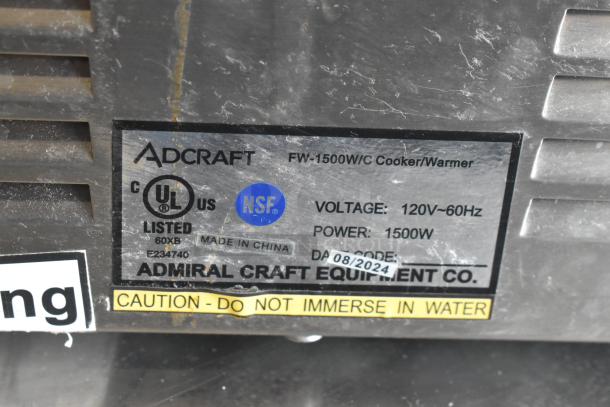 ADCRAFT FW-1500W/C Cooker/Warmer
C UL US ®
LISTED
60XB
E234740
NSF®
MADE IN CHINA
VOLTAGE: 120V~60Hz
POWER: 1500W
DA CODE:
08/2024
ADMIRAL CRAFT EQUIPMENT CO.
CAUTION - DO NOT IMMERSE IN WATER
ng